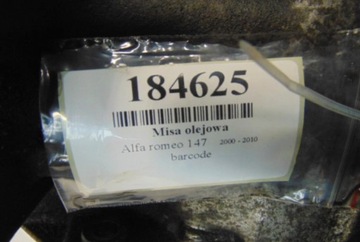 184625
Misa olejowa
Alfa romeo 147 2000 - 2010
barcode